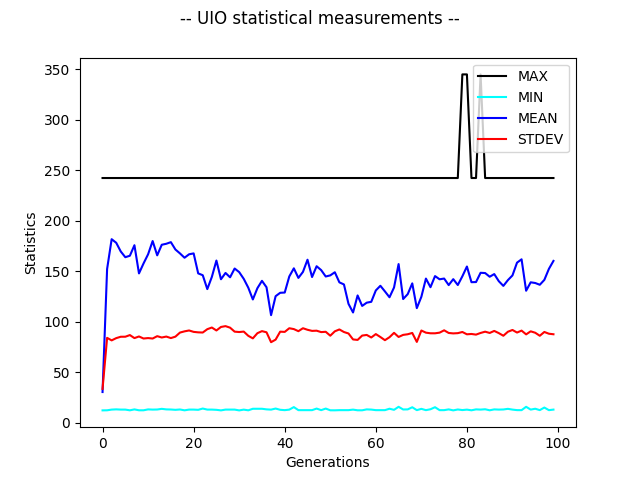 -- UIO statistical measurements --
350
300
250
200
150
100
50
0
Statistics
MAX
MIN
MEAN
STDEV
0 20 40 60 80 100
Generations